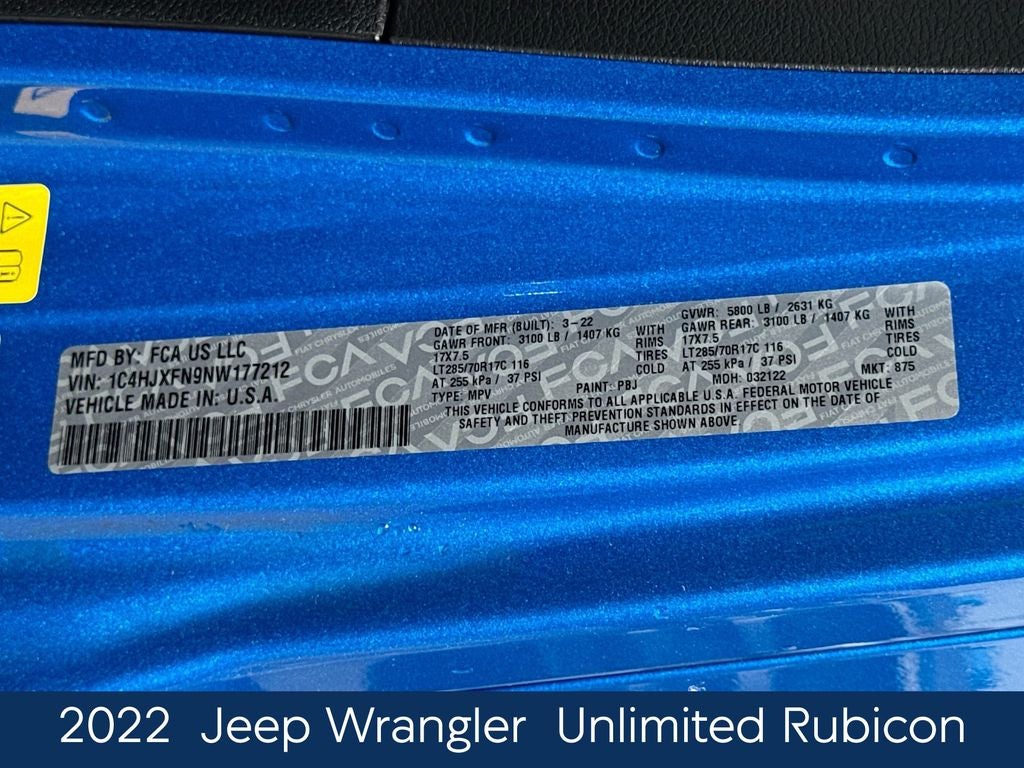 MFD BY: FCA US LLC
VIN: 1C4HJXFN9NW177212
VEHICLE MADE IN: U.S.A.
DATE OF MFR (BUILT): 3-22
GAWR FRONT: 3100 LB / 1407 KG WITH
17X7.5 RIMS
LT285/70R17C 116 TIRES
AT 255 kPa / 37 PSI AT
TYPE: MPV PAINT: PBJ
GVWR: 5800 LB / 2631 KG
GAWR REAR: 3100 LB / 1407 KG WITH
17X7.5 RIMS
LT285/70R17C 116 TIRES
AT 255 kPa / 37 PSI
MDH: 032122 MKT: 875
THIS VEHICLE CONFORMS TO ALL APPLICABLE U.S.A. FEDERAL MOTOR VEHICLE
SAFETY AND THEFT PREVENTION STANDARDS IN EFFECT ON THE DATE OF
MANUFACTURE SHOWN ABOVE.
2022 Jeep Wrangler Unlimited Rubicon